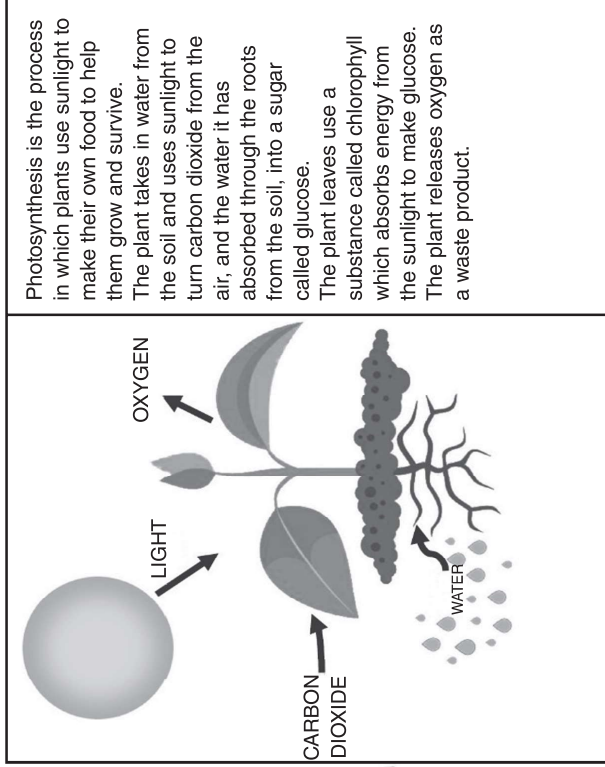 OXYGEN
LIGHT
CARBON
DIOXIDE
WATER
Photosynthesis is the process
in which plants use sunlight to
make their own food to help
them grow and survive.
The plant takes in water from
the soil and uses sunlight to
turn carbon dioxide from the
air, and the water it has
absorbed through the roots
from the soil, into a sugar
called glucose.
The plant leaves use a
substance called chlorophyll
which absorbs energy from
the sunlight to make glucose.
The plant releases oxygen as
a waste product.